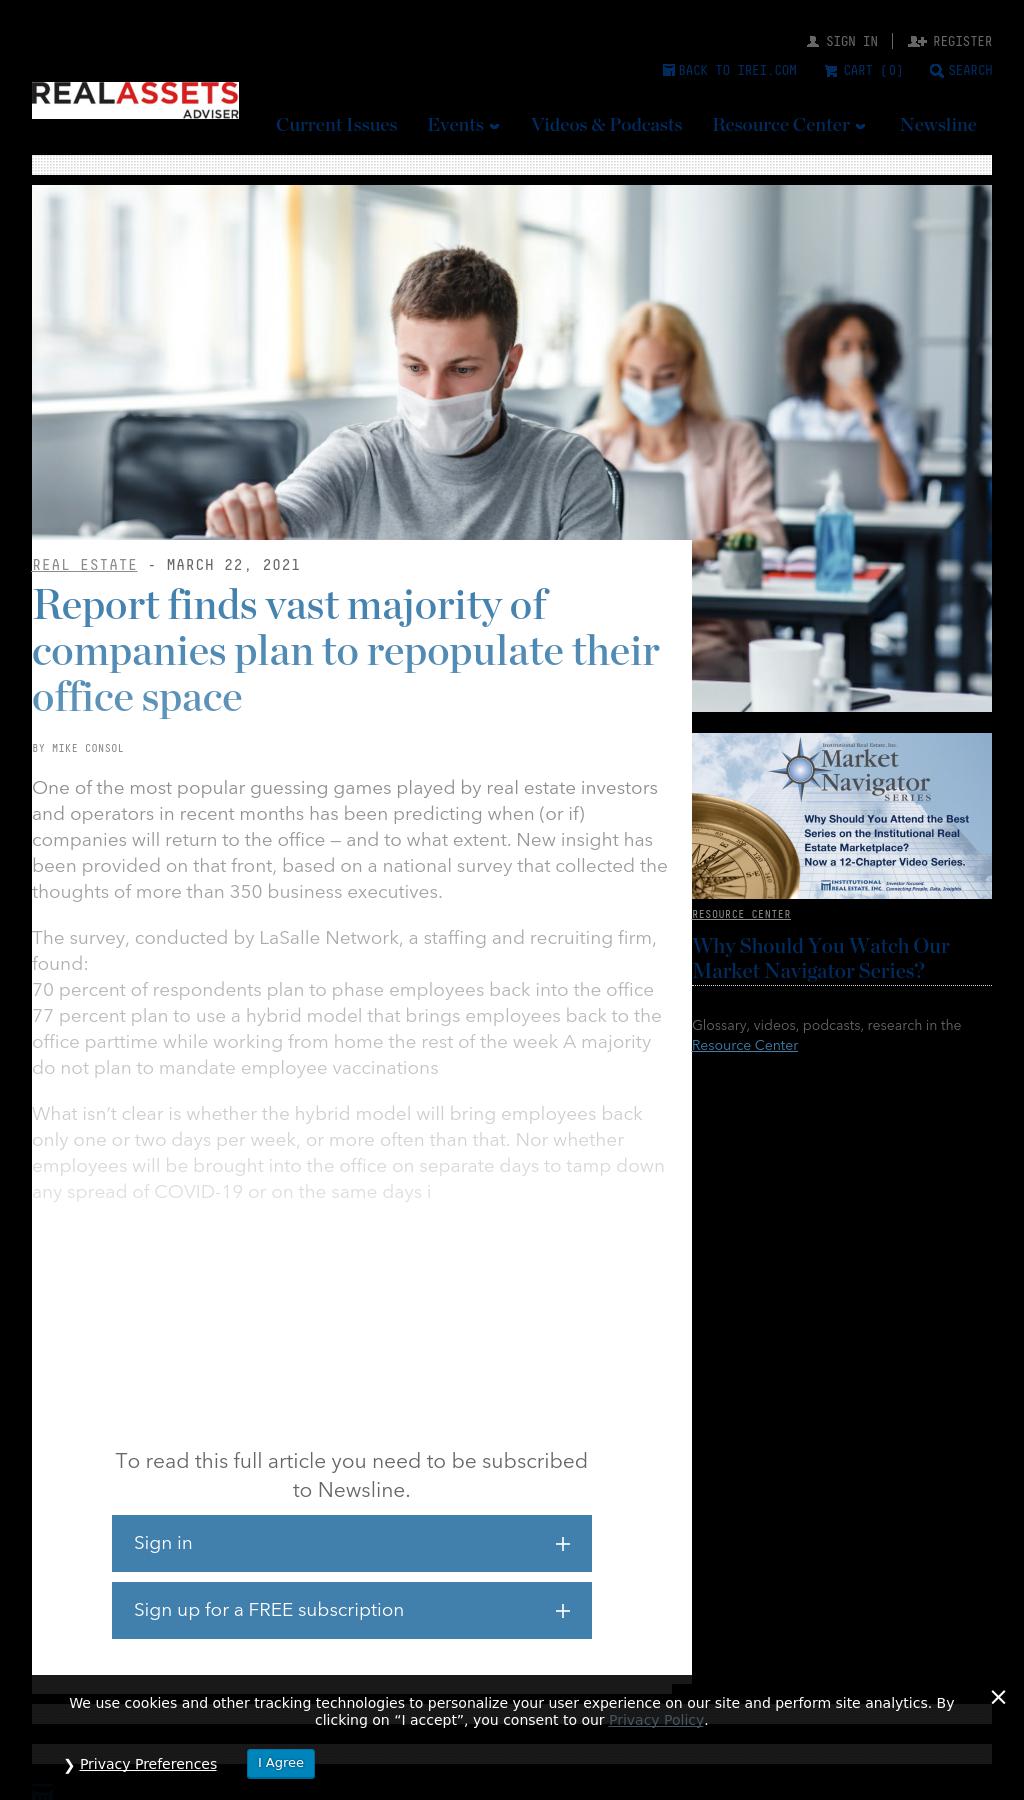 SIGN IN | REGISTER
BACK TO IREI.COM CART (0) SEARCH
REALASSETS
ADVISER
Current Issues Events Videos & Podcasts Resource Center Newsline
REAL ESTATE - MARCH 22, 2021
Report finds vast majority of
companies plan to repopulate their
office space
BY MIKE CONSOL
One of the most popular guessing games played by real estate investors
and operators in recent months has been predicting when (or if)
companies will return to the office – and to what extent. New insight has
been provided on that front, based on a national survey that collected the
thoughts of more than 350 business executives.
The survey, conducted by LaSalle Network, a staffing and recruiting firm,
found:
70 percent of respondents plan to phase employees back into the office
77 percent plan to use a hybrid model that brings employees back to the
office parttime while working from home the rest of the week A majority
do not plan to mandate employee vaccinations
What isn't clear is whether the hybrid model will bring employees back
only one or two days per week, or more often than that. Nor whether
employees will be brought into the office on separate days to tamp down
any spread of COVID-19 or on the same days i
To read this full article you need to be subscribed
to Newsline.
Sign in +
Sign up for a FREE subscription +
Institutional Real Estate, Inc.
Market
Navigator
SERIES
Why Should You Attend the Best
Series on the Institutional Real
Estate Marketplace?
Now a 12-Chapter Video Series.
INSTITUTIONAL
REAL ESTATE, INC.
Investor focused.
Connecting People, Data, Insights
RESOURCE CENTER
Why Should You Watch Our
Market Navigator Series?
Glossary, videos, podcasts, research in the
Resource Center
We use cookies and other tracking technologies to personalize your user experience on our site and perform site analytics. By
clicking on “I accept”, you consent to our Privacy Policy.
❯ Privacy Preferences I Agree